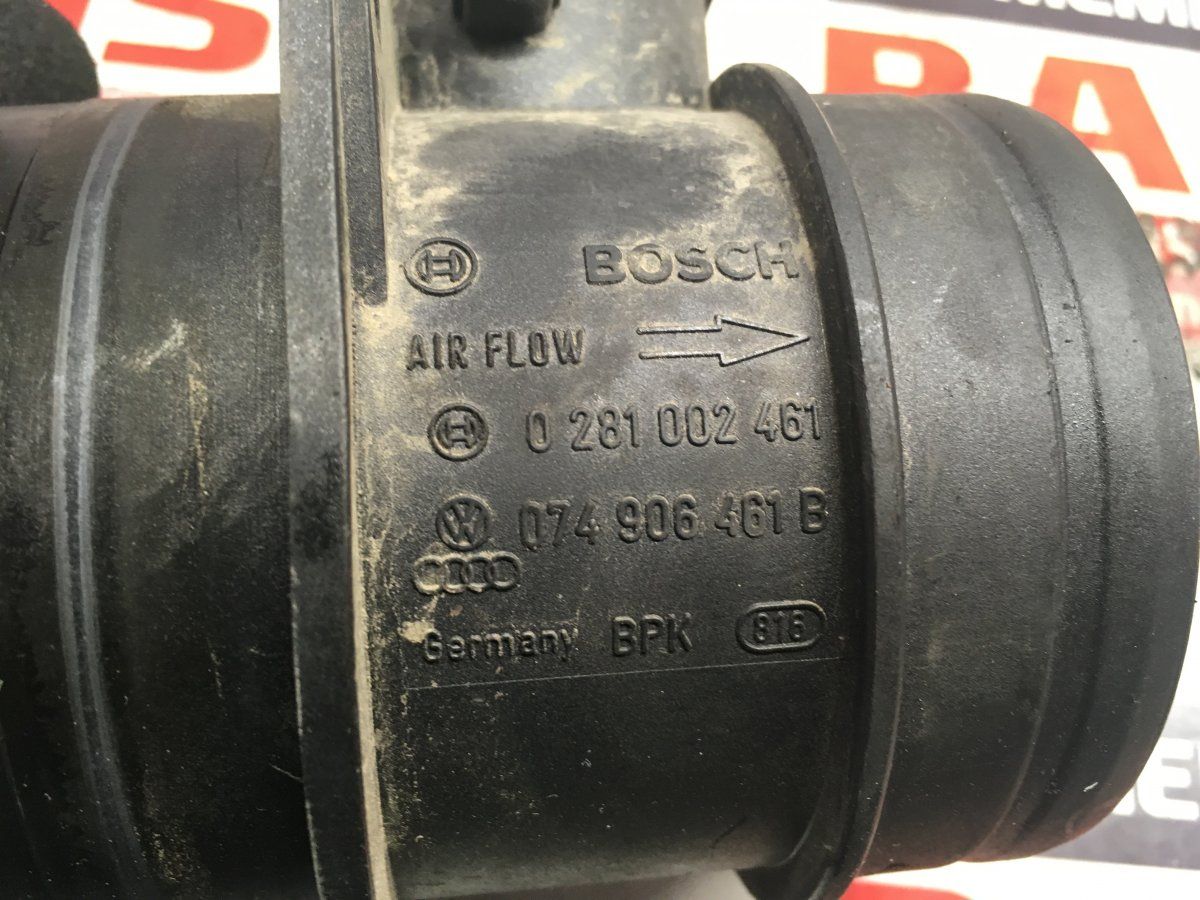 BOSCH
AIR FLOW
0 281 002 461
074 906 461 B
Germany BPK 816